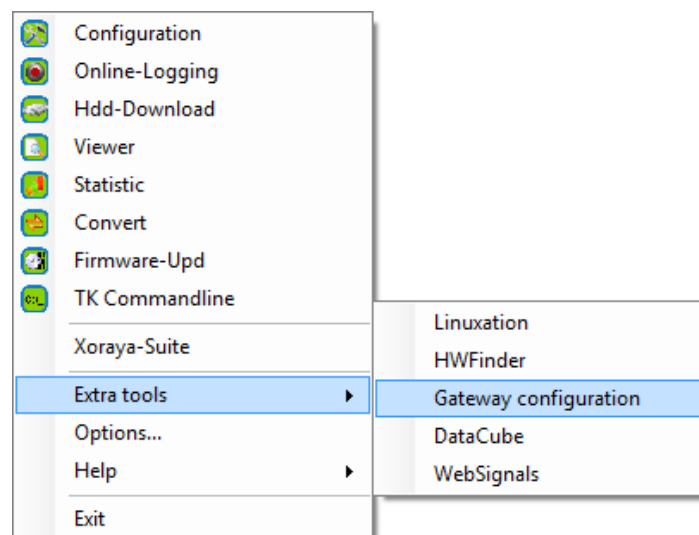 Configuration
Online-Logging
Hdd-Download
Viewer
Statistic
Convert
Firmware-Upd
C:\_
TK Commandline
Xoraya-Suite
Extra tools
Options...
Help
Exit
Linuxation
HWFinder
Gateway configuration
DataCube
WebSignals